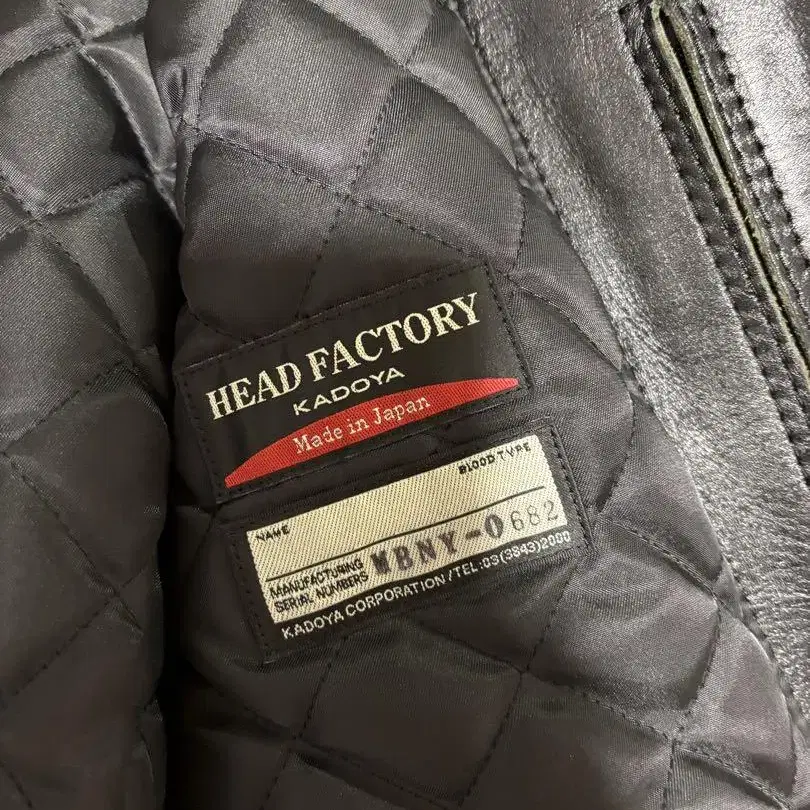 HEAD FACTORY
KADOYA
Made in Japan
BLOOD TYPE
NAME
MANUFACTURING
SERIAL NUMBERS
MBNY-0682
KADOYA CORPORATION/TEL:03(3843)2000